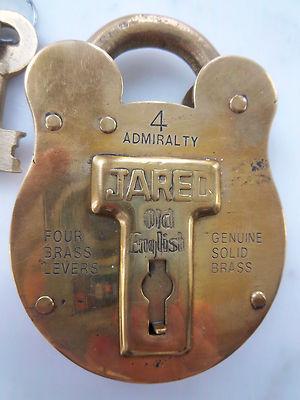 4
ADMIRALTY
JARED
Old
English
FOUR
BRASS
LEVERS
GENUINE
SOLID
BRASS